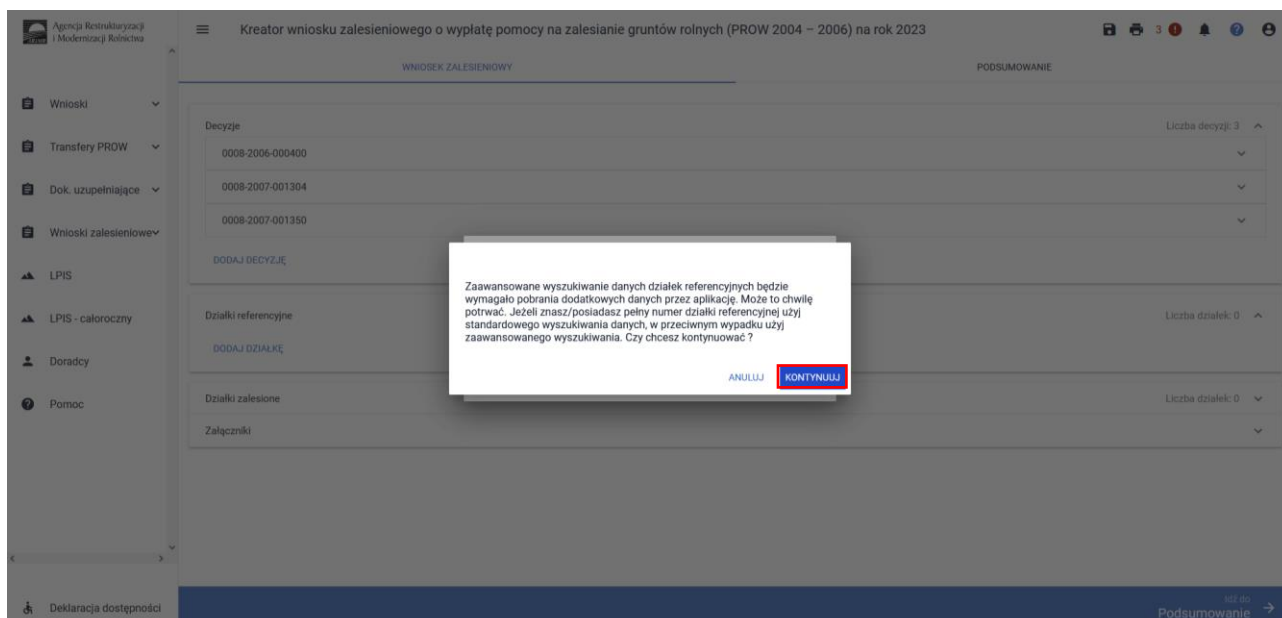 Agencja Restrukturyzacji
i Modernizacji Rolnictwa
Kreator wniosku zalesieniowego o wypłatę pomocy na zalesianie gruntów rolnych (PROW 2004 – 2006) na rok 2023
3
WNIOSEK ZALESIENIOWY
PODSUMOWANIE
Wnioski
Transfery PROW
Dok. uzupełniające
Wnioski zalesieniowe
LPIS
LPIS - całoroczny
Doradcy
Pomoc
Deklaracja dostępności
Decyzje
Liczba decyzji: 3
0008-2006-000400
0008-2007-001304
0008-2007-001350
DODAJ DECYZJĘ
Działki referencyjne
Liczba działek: 0
DODAJ DZIAŁKĘ
Działki zalesione
Liczba działek: 0
Załączniki
Zaawansowane wyszukiwanie danych działek referencyjnych będzie
wymagało pobrania dodatkowych danych przez aplikację. Może to chwilę
potrwać. Jeżeli znasz/posiadasz pełny numer działki referencyjnej użyj
standardowego wyszukiwania danych, w przeciwnym wypadku użyj
zaawansowanego wyszukiwania. Czy chcesz kontynuować ?
ANULUJ
KONTYNUUJ
Idź do
Podsumowanie